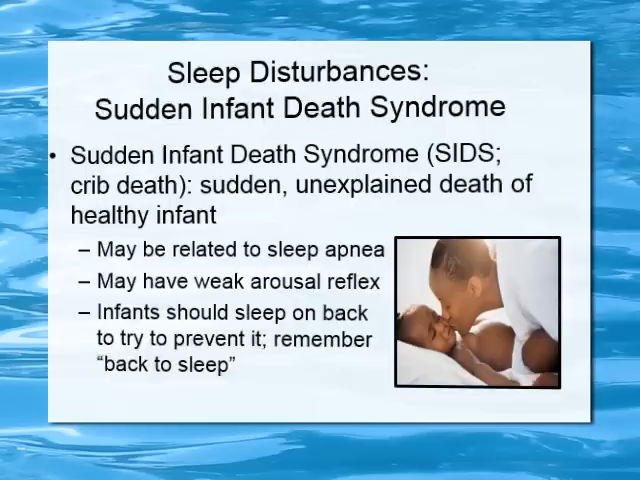 Sleep Disturbances:
Sudden Infant Death Syndrome
• Sudden Infant Death Syndrome (SIDS;
crib death): sudden, unexplained death of
healthy infant
– May be related to sleep apnea
– May have weak arousal reflex
– Infants should sleep on back
to try to prevent it; remember
“back to sleep”